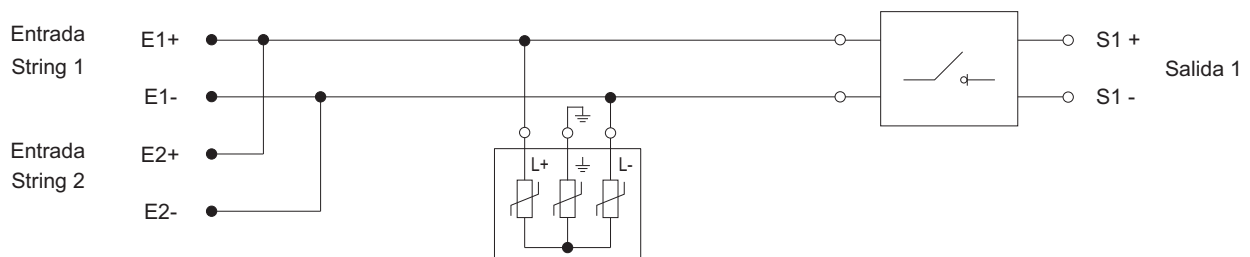 Entrada
String 1
E1+
E1-
Entrada
String 2
E2+
E2-
L+
L-
S1 +
S1 -
Salida 1